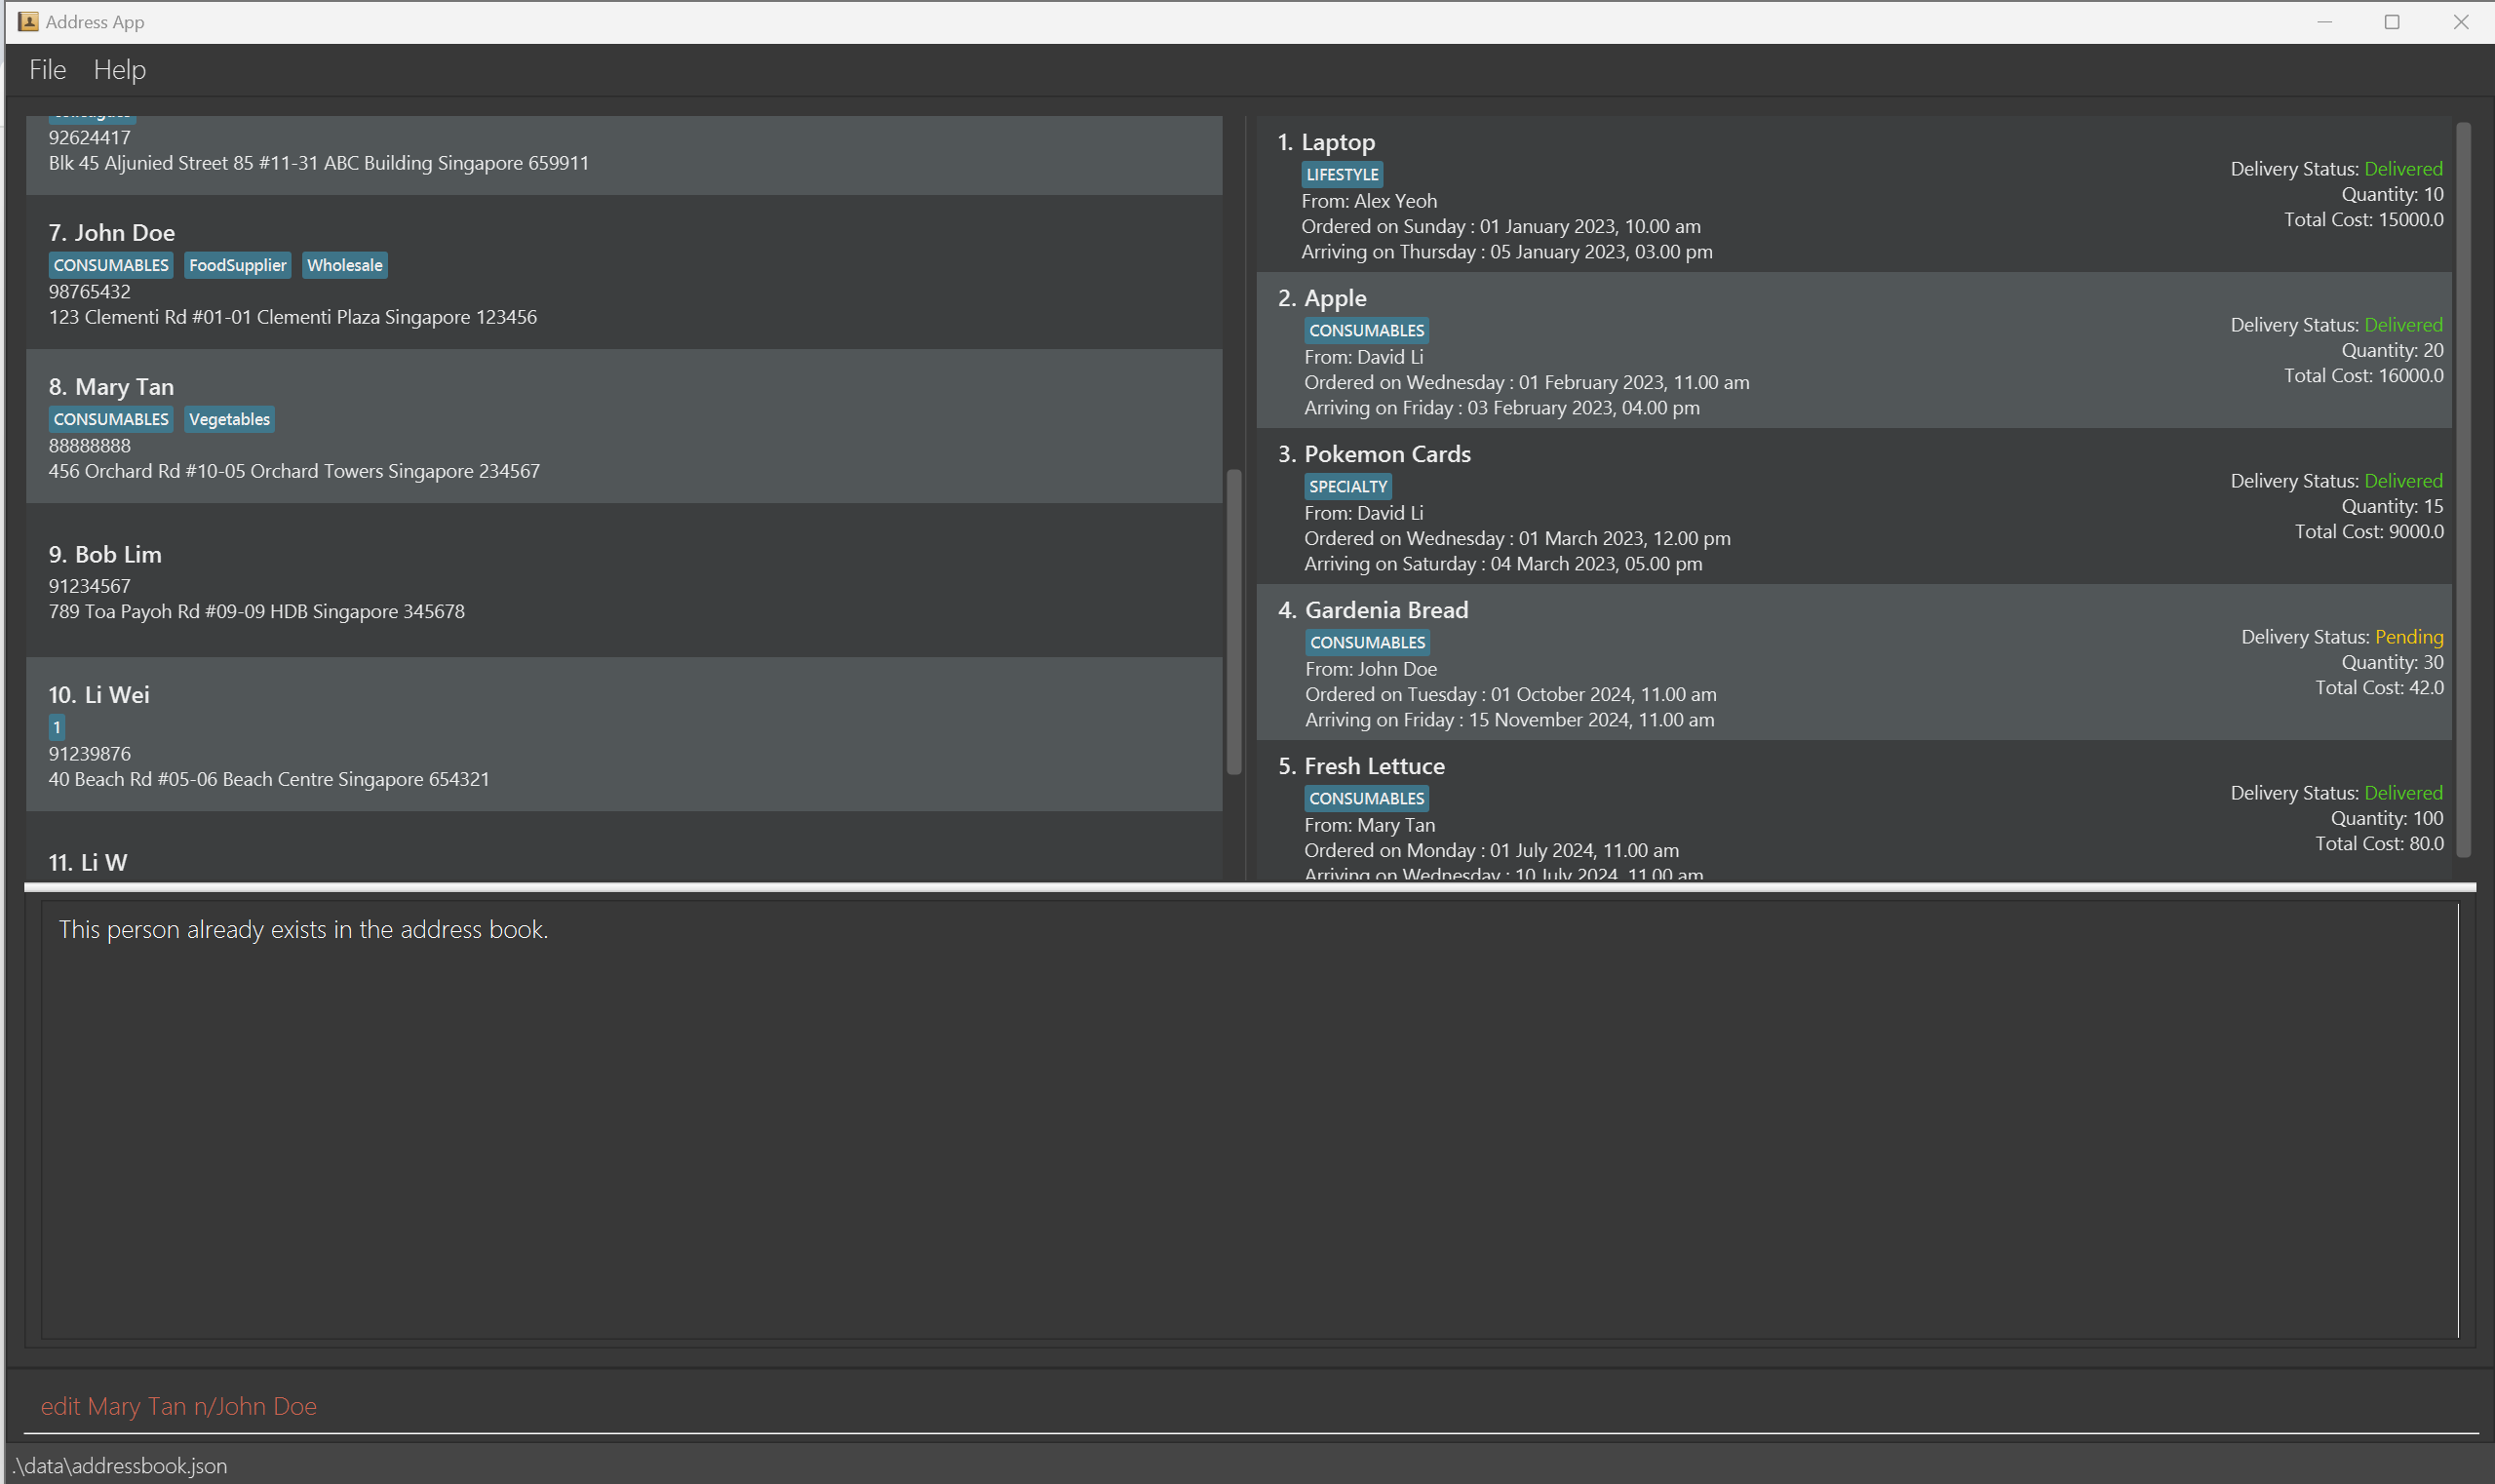 Address App
File Help
92624417
Blk 45 Aljunied Street 85 #11-31 ABC Building Singapore 659911
7. John Doe
CONSUMABLES FoodSupplier Wholesale
98765432
123 Clementi Rd #01-01 Clementi Plaza Singapore 123456
8. Mary Tan
CONSUMABLES Vegetables
88888888
456 Orchard Rd #10-05 Orchard Towers Singapore 234567
9. Bob Lim
91234567
789 Toa Payoh Rd #09-09 HDB Singapore 345678
10. Li Wei
1
91239876
40 Beach Rd #05-06 Beach Centre Singapore 654321
11. Li W
1. Laptop
LIFESTYLE
From: Alex Yeoh
Ordered on Sunday : 01 January 2023, 10.00 am
Arriving on Thursday : 05 January 2023, 03.00 pm
Delivery Status: Delivered
Quantity: 10
Total Cost: 15000.0
2. Apple
CONSUMABLES
From: David Li
Ordered on Wednesday : 01 February 2023, 11.00 am
Arriving on Friday : 03 February 2023, 04.00 pm
Delivery Status: Delivered
Quantity: 20
Total Cost: 16000.0
3. Pokemon Cards
SPECIALTY
From: David Li
Ordered on Wednesday : 01 March 2023, 12.00 pm
Arriving on Saturday : 04 March 2023, 05.00 pm
Delivery Status: Delivered
Quantity: 15
Total Cost: 9000.0
4. Gardenia Bread
CONSUMABLES
From: John Doe
Ordered on Tuesday : 01 October 2024, 11.00 am
Arriving on Friday : 15 November 2024, 11.00 am
Delivery Status: Pending
Quantity: 30
Total Cost: 42.0
5. Fresh Lettuce
CONSUMABLES
From: Mary Tan
Ordered on Monday : 01 July 2024, 11.00 am
Arriving on Wednesday : 10 July 2024, 11.00 am
Delivery Status: Delivered
Quantity: 100
Total Cost: 80.0
This person already exists in the address book.
edit Mary Tan n/John Doe
.\data\addressbook.json